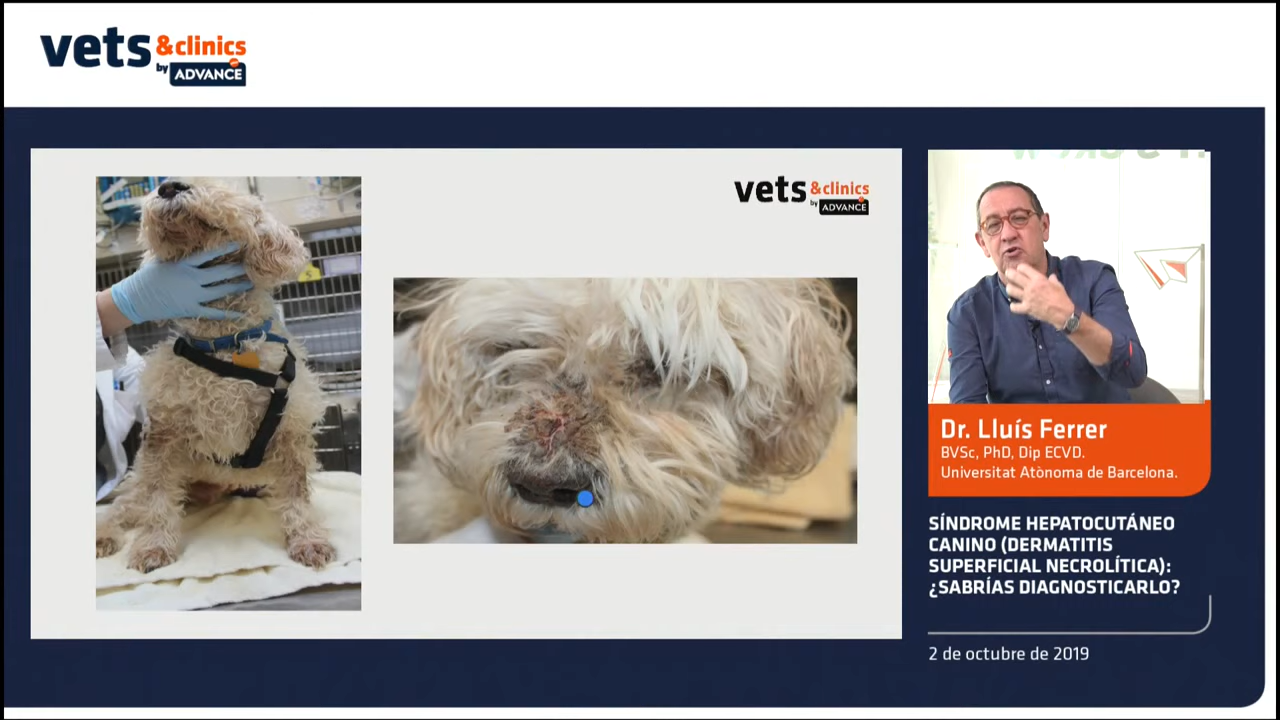 vets &clinics
by ADVANCE
vets &clinics
by ADVANCE
Dr. Lluís Ferrer
BVSc, PhD, Dip ECVD.
Universitat Atònoma de Barcelona.
SÍNDROME HEPATOCUTÁNEO
CANINO (DERMATITIS
SUPERFICIAL NECROLÍTICA):
¿SABRÍAS DIAGNOSTICARLO?
2 de octubre de 2019